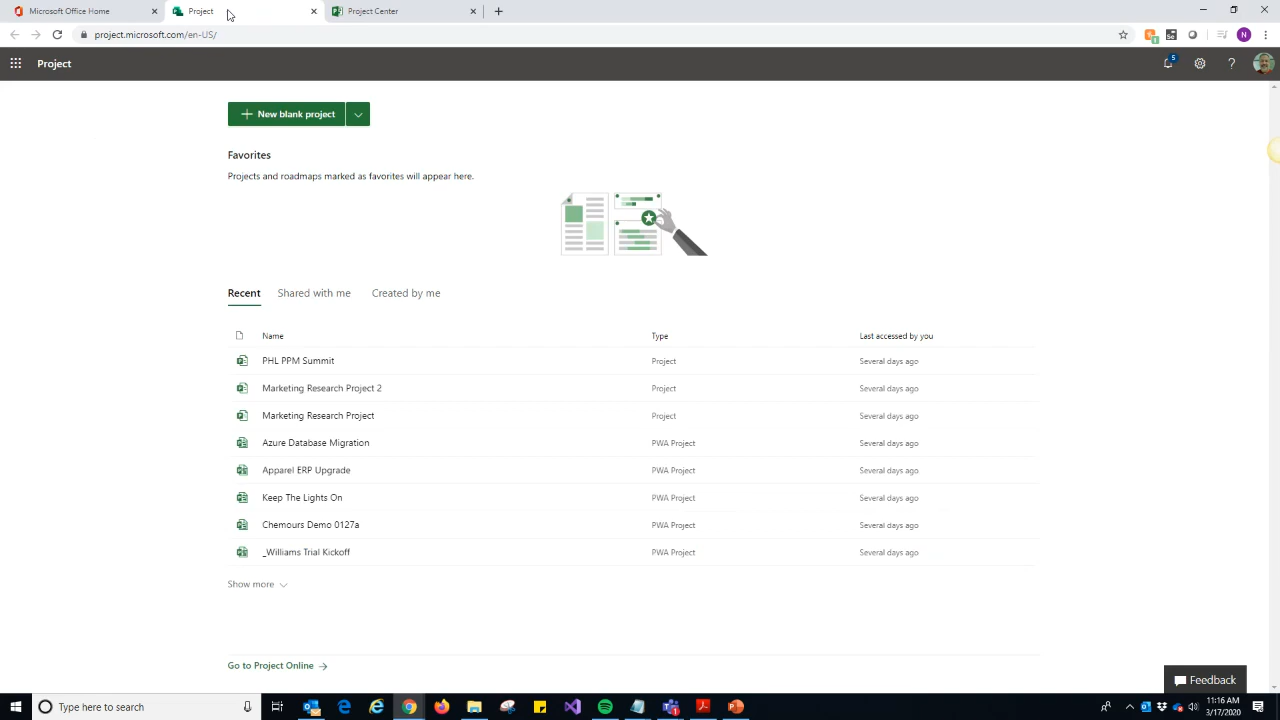 Microsoft Office Home
Project
Project Center
project.microsoft.com/en-US/
N
Project
5
New blank project
Favorites
Projects and roadmaps marked as favorites will appear here.
Recent
Shared with me
Created by me
Name
Type
Last accessed by you
PHL PPM Summit
Project
Several days ago
Marketing Research Project 2
Project
Several days ago
Marketing Research Project
Project
Several days ago
Azure Database Migration
PWA Project
Several days ago
Apparel ERP Upgrade
PWA Project
Several days ago
Keep The Lights On
PWA Project
Several days ago
Chemours Demo 0127a
PWA Project
Several days ago
_Williams Trial Kickoff
PWA Project
Several days ago
Show more
Go to Project Online
Feedback
Type here to search
11:16 AM
3/17/2020